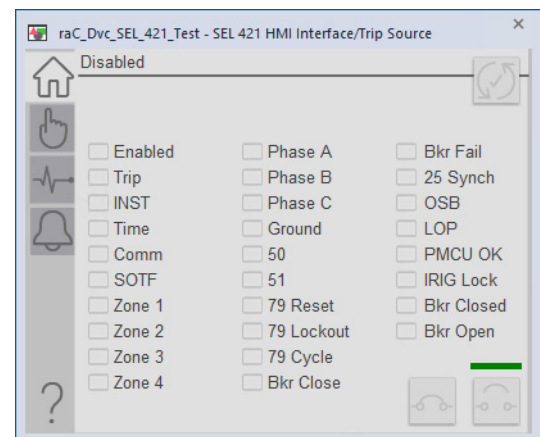 raC_Dvc_SEL_421_Test - SEL 421 HMI Interface/Trip Source
Disabled
Enabled
Trip
INST
Time
Comm
SOTF
Zone 1
Zone 2
Zone 3
Zone 4
Phase A
Phase B
Phase C
Ground
50
51
79 Reset
79 Lockout
79 Cycle
Bkr Close
Bkr Fail
25 Synch
OSB
LOP
PMCU OK
IRIG Lock
Bkr Closed
Bkr Open
?